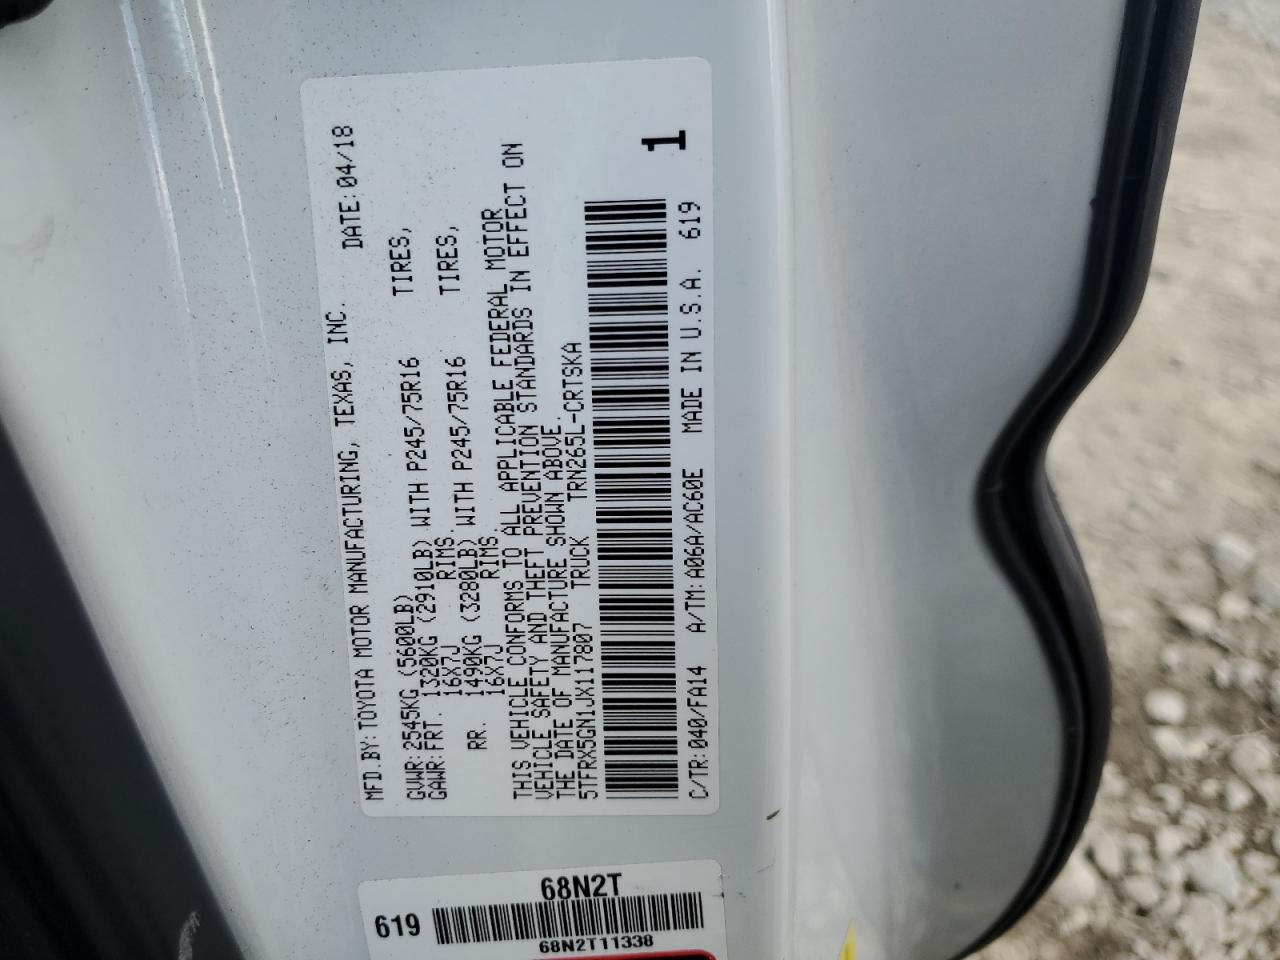 MFD.BY:TOYOTA MOTOR MANUFACTURING, TEXAS, INC. DATE:04/18
GVWR:2545KG (5600LB)
GAWR:FRT. 1320KG (2910LB) WITH P245/75R16 TIRES,
16X7J RIMS.
RR. 1490KG (3280LB) WITH P245/75R16 TIRES,
16X7J RIMS.
THIS VEHICLE CONFORMS TO ALL APPLICABLE FEDERAL MOTOR
VEHICLE SAFETY AND THEFT PREVENTION STANDARDS IN EFFECT ON
THE DATE OF MANUFACTURE SHOWN ABOVE.
5TFRX5GN1JX117807 TRUCK TRN265L-CRTSKA
1
C/TR:040/FA14 A/TM:A06A/AC60E MADE IN U.S.A. 619
68N2T
619
68N2T11338